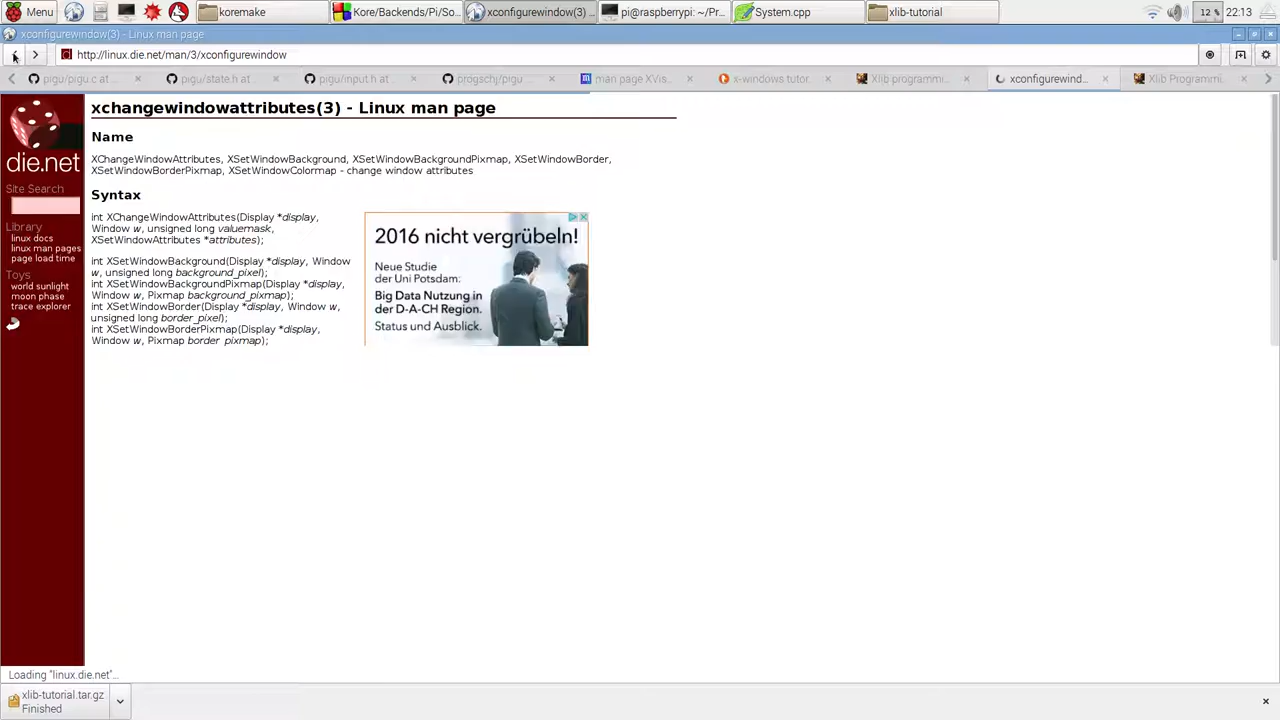 Menu
koremake
Kore/Backends/Pi/So...
xconfigurewindow(3) ...
pi@raspberrypi: ~/Pr...
System.cpp
xlib-tutorial
12 %
22:13
xconfigurewindow(3) - Linux man page
http://linux.die.net/man/3/xconfigurewindow
pigu/pigu.c at ...
pigu/state.h at ...
pigu/input.h at ...
progschj/pigu ...
man page XVis...
x-windows tutor...
Xlib programmi...
xconfigurewind...
Xlib Programmi...
die.net
Site Search
Library
linux docs
linux man pages
page load time
Toys
world sunlight
moon phase
trace explorer
xchangewindowattributes(3) - Linux man page
Name
XChangeWindowAttributes, XSetWindowBackground, XSetWindowBackgroundPixmap, XSetWindowBorder,
XSetWindowBorderPixmap, XSetWindowColormap - change window attributes
Syntax
int XChangeWindowAttributes(Display *display,
Window w, unsigned long valuemask,
XSetWindowAttributes *attributes);
int XSetWindowBackground(Display *display, Window
w, unsigned long background_pixel);
int XSetWindowBackgroundPixmap(Display *display,
Window w, Pixmap background_pixmap);
int XSetWindowBorder(Display *display, Window w,
unsigned long border_pixel);
int XSetWindowBorderPixmap(Display *display,
Window w, Pixmap border_pixmap);
2016 nicht vergrübeln!
Neue Studie
der Uni Potsdam:
Big Data Nutzung in
der D-A-CH Region.
Status und Ausblick.
Loading "linux.die.net"...
xlib-tutorial.tar.gz
Finished